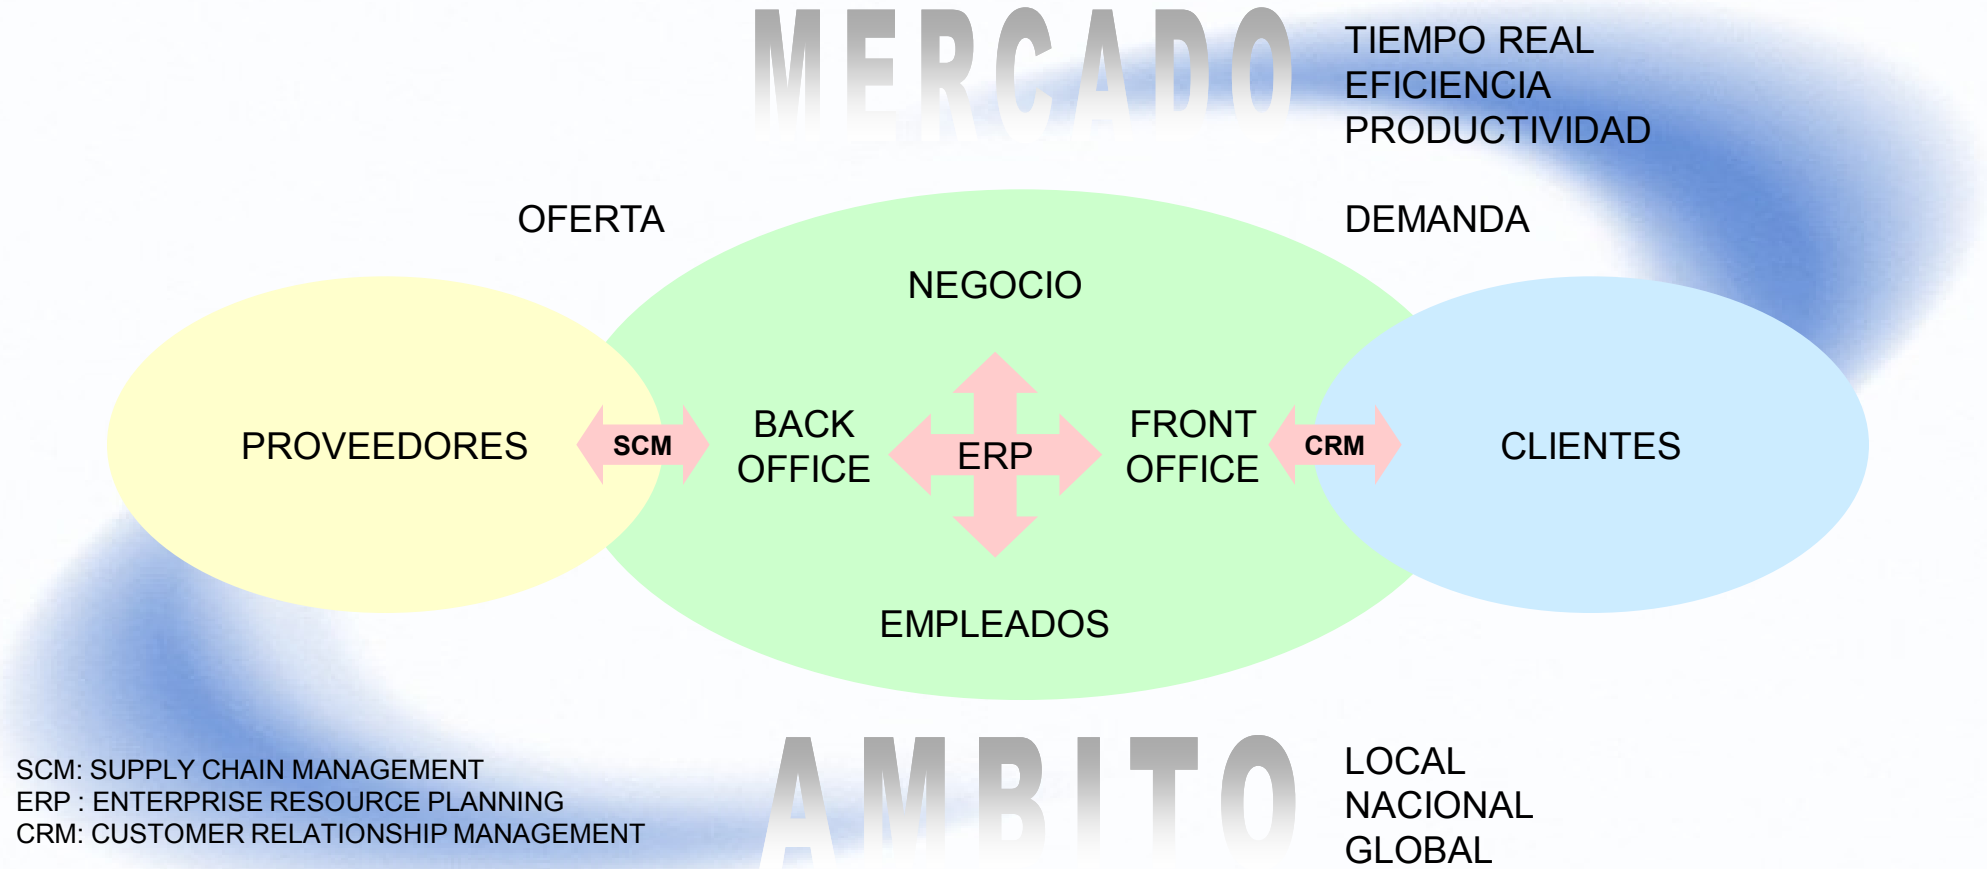 MERCADO
TIEMPO REAL
EFICIENCIA
PRODUCTIVIDAD
OFERTA
DEMANDA
NEGOCIO
PROVEEDORES
SCM
BACK
OFFICE
ERP
FRONT
OFFICE
CRM
CLIENTES
EMPLEADOS
SCM: SUPPLY CHAIN MANAGEMENT
ERP : ENTERPRISE RESOURCE PLANNING
CRM: CUSTOMER RELATIONSHIP MANAGEMENT
AMBITO
LOCAL
NACIONAL
GLOBAL